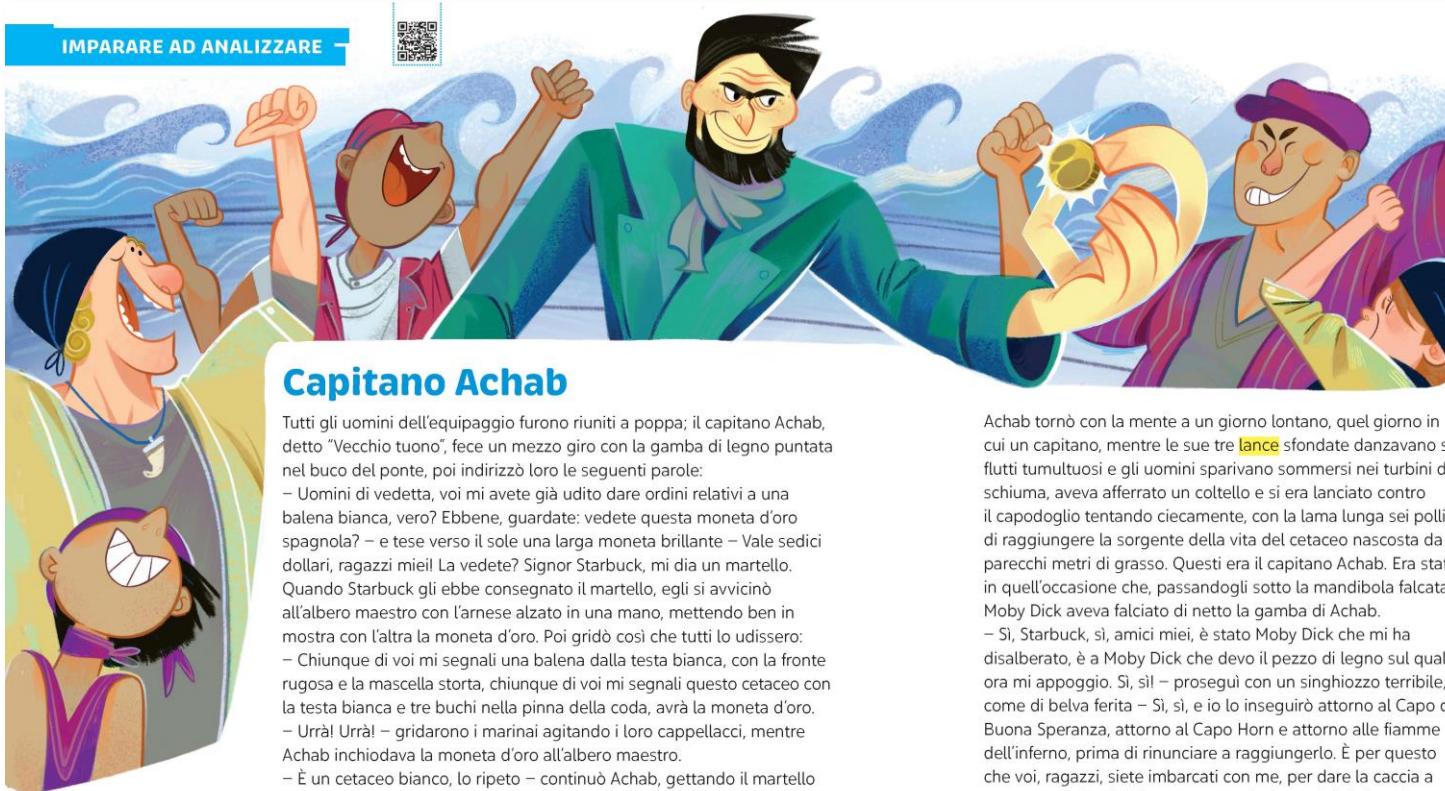 IMPARARE AD ANALIZZARE
Capitano Achab
Tutti gli uomini dell'equipaggio furono riuniti a poppa; il capitano Achab,
detto "Vecchio tuono", fece un mezzo giro con la gamba di legno puntata
nel buco del ponte, poi indirizzò loro le seguenti parole:
– Uomini di vedetta, voi mi avete già udito dare ordini relativi a una
balena bianca, vero? Ebbene, guardate: vedete questa moneta d'oro
spagnola? – e tese verso il sole una larga moneta brillante – Vale sedici
dollari, ragazzi miei! La vedete? Signor Starbuck, mi dia un martello.
Quando Starbuck gli ebbe consegnato il martello, egli si avvicinò
all'albero maestro con l'arnese alzato in una mano, mettendo ben in
mostra con l'altra la moneta d'oro. Poi gridò così che tutti lo udissero:
– Chiunque di voi mi segnali una balena dalla testa bianca, con la fronte
rugosa e la mascella storta, chiunque di voi mi segnali questo cetaceo con
la testa bianca e tre buchi nella pinna della coda, avrà la moneta d'oro.
– Urrà! Urrà! – gridarono i marinai agitando i loro cappellacci, mentre
Achab inchiodava la moneta d'oro all'albero maestro.
– È un cetaceo bianco, lo ripeto – continuò Achab, gettando il martello
Achab tornò con la mente a un giorno lontano, quel giorno in
cui un capitano, mentre le sue tre lance sfondate danzavano
flutti tumultuosi e gli uomini sparivano sommersi nei turbini
schiuma, aveva afferrato un coltello e si era lanciato contro
il capodoglio tentando ciecamente, con la lama lunga sei
di raggiungere la sorgente della vita del cetaceo nascosta da
parecchi metri di grasso. Questi era il capitano Achab. Era
in quell'occasione che, passandogli sotto la mandibola falcata
Moby Dick aveva falciato di netto la gamba di Achab.
– Sì, Starbuck, sì, amici miei, è stato Moby Dick che mi ha
disalberato, è a Moby Dick che devo il pezzo di legno sul
ora mi appoggio. Sì, sì! – proseguì con un singhiozzo terribile,
come di belva ferita – Sì, sì, e io lo inseguirò attorno al Capo
Buona Speranza, attorno al Capo Horn e attorno alle fiamme
dell'inferno, prima di rinunciare a raggiungerlo. È per questo
che voi, ragazzi, siete imbarcati con me, per dare la caccia a